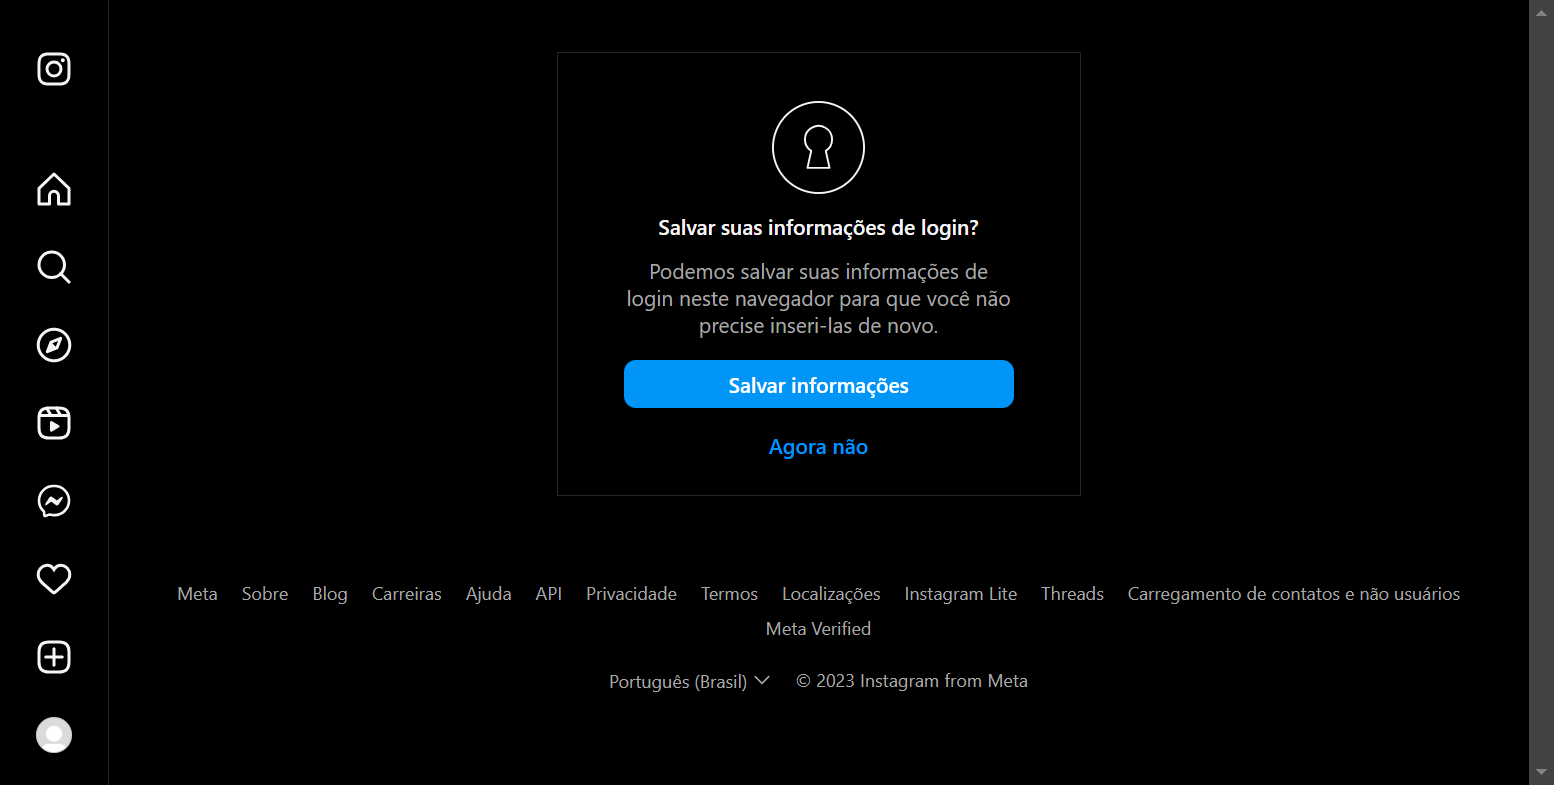 Salvar suas informações de login?
Podemos salvar suas informações de
login neste navegador para que você não
precise inseri-las de novo.
Salvar informações
Agora não
Meta Sobre Blog Carreiras Ajuda API Privacidade Termos Localizações Instagram Lite Threads Carregamento de contatos e não usuários
Meta Verified
Português (Brasil) © 2023 Instagram from Meta